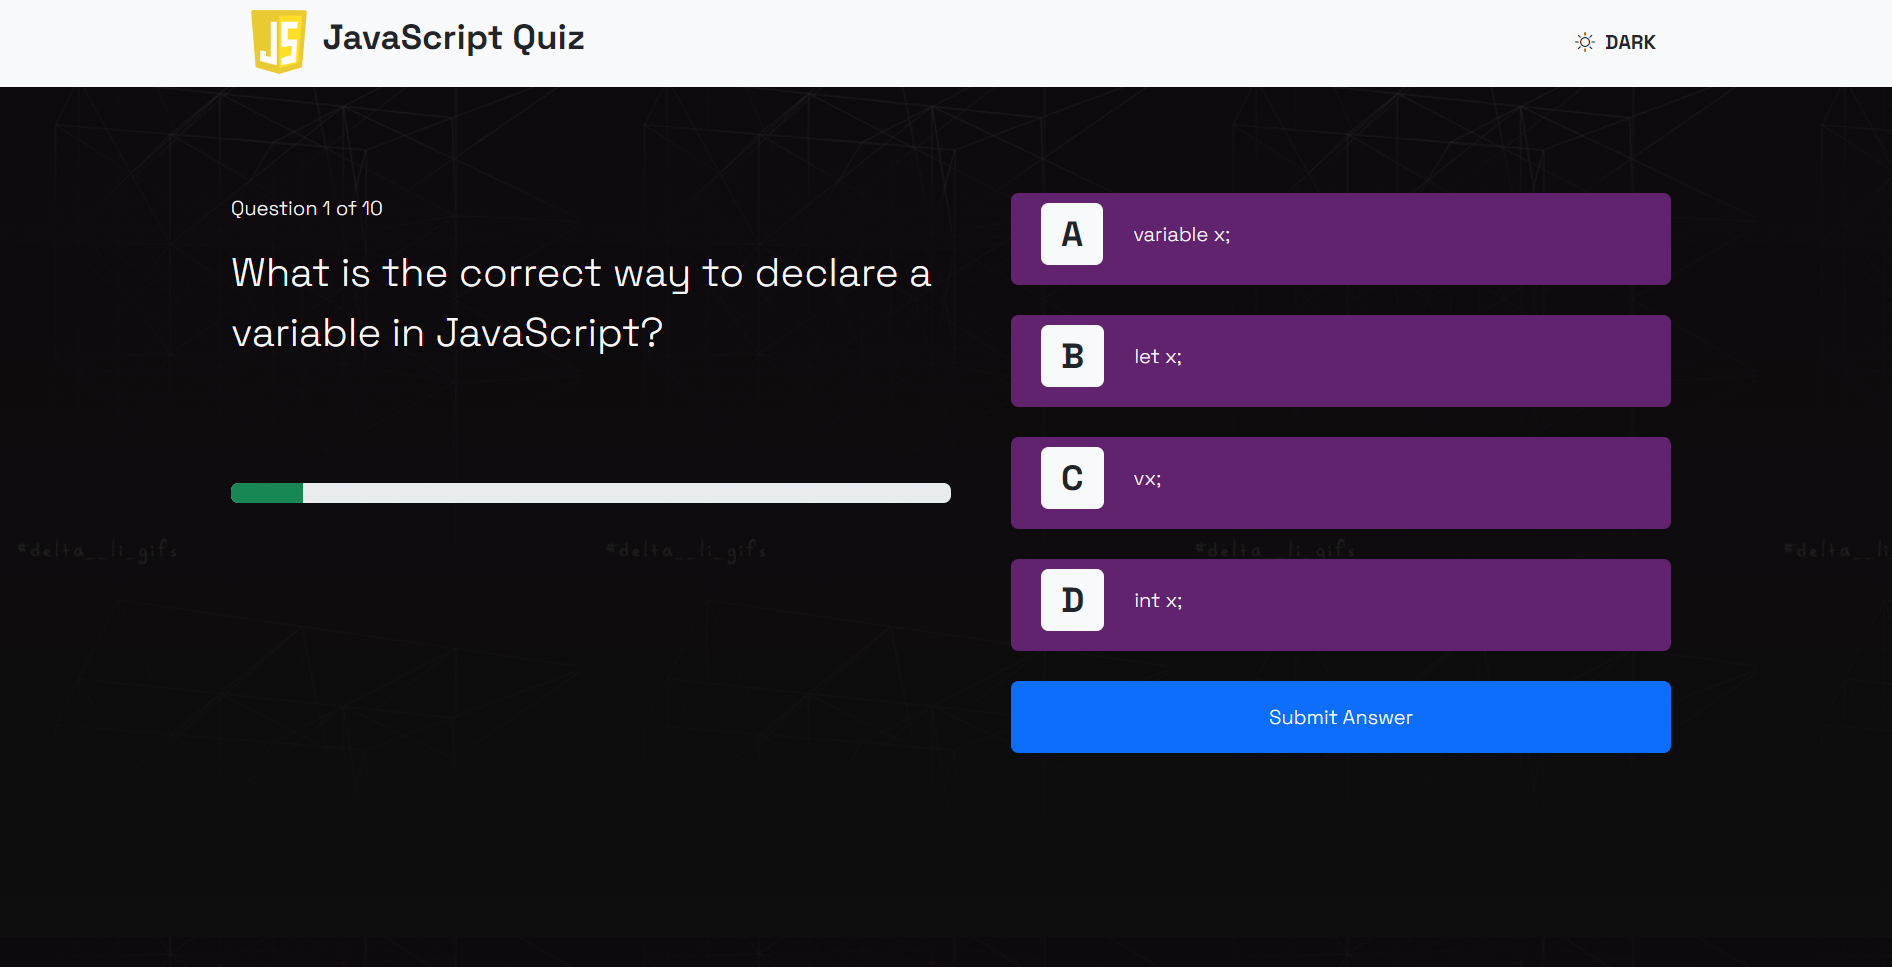 JS
JavaScript Quiz
DARK
Question 1 of 10
What is the correct way to declare a
variable in JavaScript?
A
variable x;
B
let x;
C
vx;
D
int x;
Submit Answer
#delta__li_gifs
#delta__li_gifs
#delta__li_gifs
#delta__li